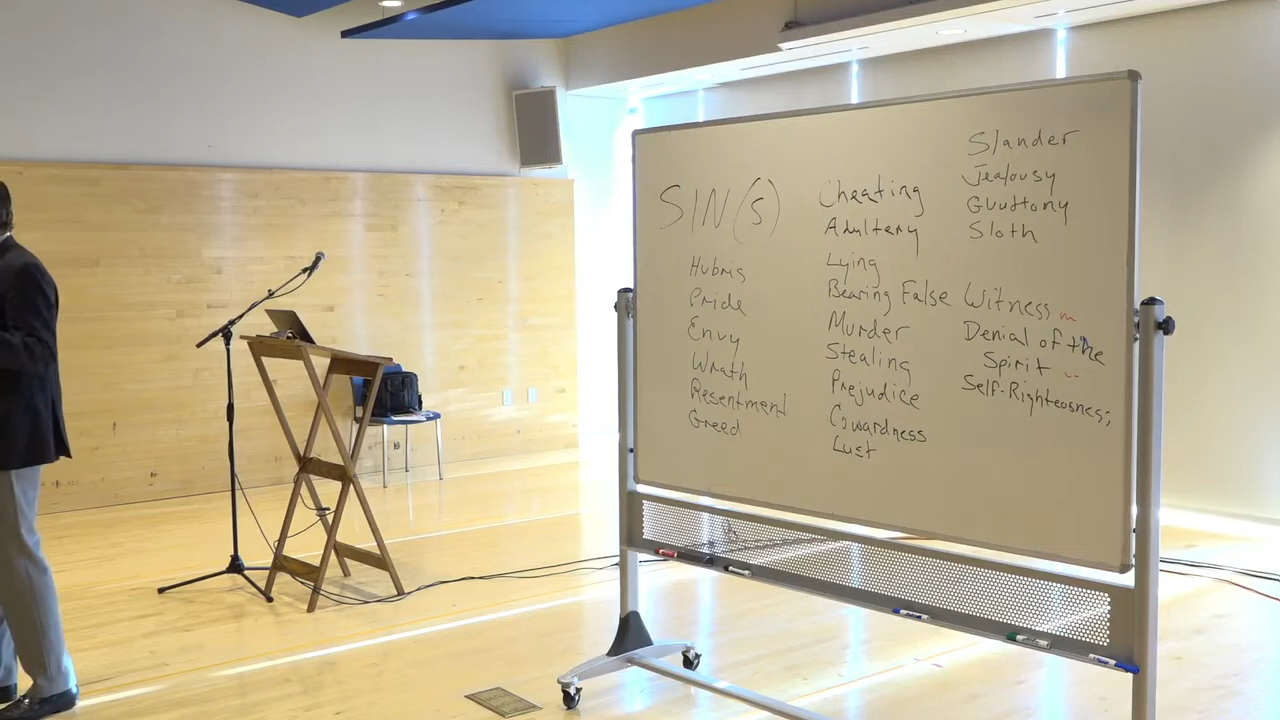 SIN(s)
Hubris
Pride
Envy
Wrath
Resentment
Greed
Cheating
Adultery
Lying
Bearing False Witness
Murder
Stealing
Prejudice
Cowardness
Lust
Slander
Jealousy
Gluttony
Sloth
Denial of the
Spirit
Self-Righteosness,